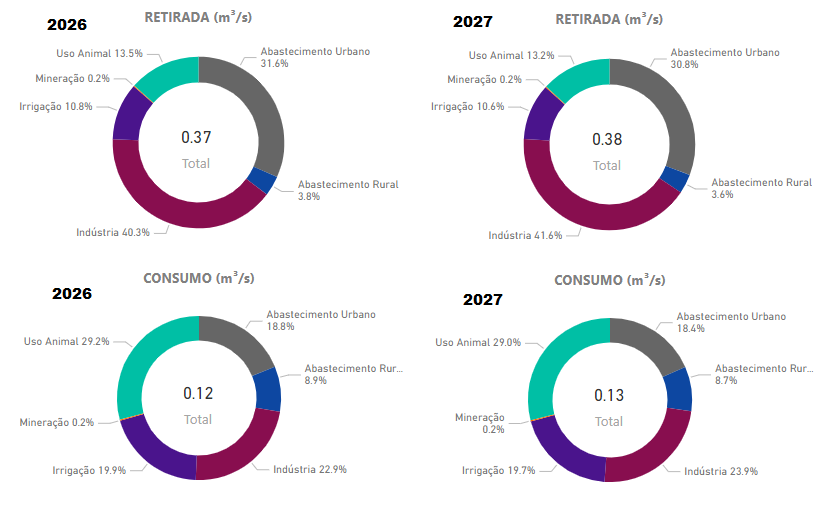 2026
RETIRADA (m³/s)
Uso Animal 13.5%
Abastecimento Urbano
31.6%
Mineração 0.2%
Irrigação 10.8%
0.37
Total
Abastecimento Rural
3.8%
Indústria 40.3%
2027
RETIRADA (m³/s)
Uso Animal 13.2%
Abastecimento Urbano
30.8%
Mineração 0.2%
Irrigação 10.6%
0.38
Total
Abastecimento Rural
3.6%
Indústria 41.6%
2026
CONSUMO (m³/s)
Abastecimento Urbano
18.8%
Uso Animal 29.2%
Abastecimento Rur...
8.9%
0.12
Total
Mineração 0.2%
Irrigação 19.9%
Indústria 22.9%
2027
CONSUMO (m³/s)
Abastecimento Urbano
18.4%
Uso Animal 29.0%
Abastecimento Rur...
8.7%
0.13
Total
Mineração
0.2%
Irrigação 19.7%
Indústria 23.9%